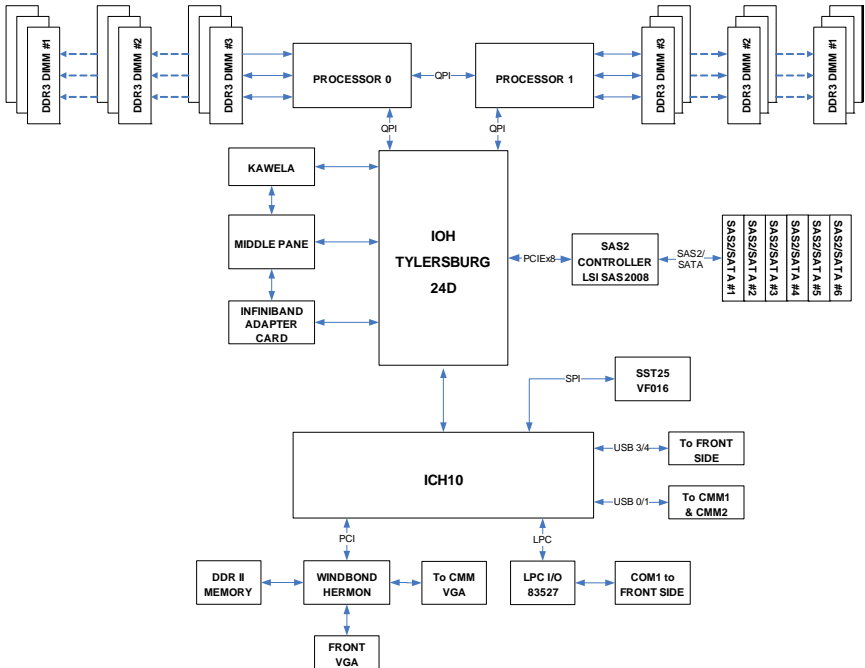 DDR3 DIMM #1
DDR3 DIMM #2
DDR3 DIMM #3
PROCESSOR 0
QPI
PROCESSOR 1
DDR3 DIMM #3
DDR3 DIMM #2
DDR3 DIMM #1
QPI
QPI
KAWELA
MIDDLE PANE
INFINIBAND
ADAPTER
CARD
IOH
TYLERSBURG
24D
PCIEx8
SAS2
CONTROLLER
LSI SAS2008
SAS2/
SATA
SAS2/SATA #1
SAS2/SATA #2
SAS2/SATA #3
SAS2/SATA #4
SAS2/SATA #5
SAS2/SATA #6
SPI
SST25
VF016
ICH10
USB 3/4
To FRONT
SIDE
USB 0/1
To CMM1
& CMM2
PCI
LPC
DDR II
MEMORY
WINDBOND
HERMON
To CMM
VGA
LPC I/O
83527
COM1 to
FRONT SIDE
FRONT
VGA